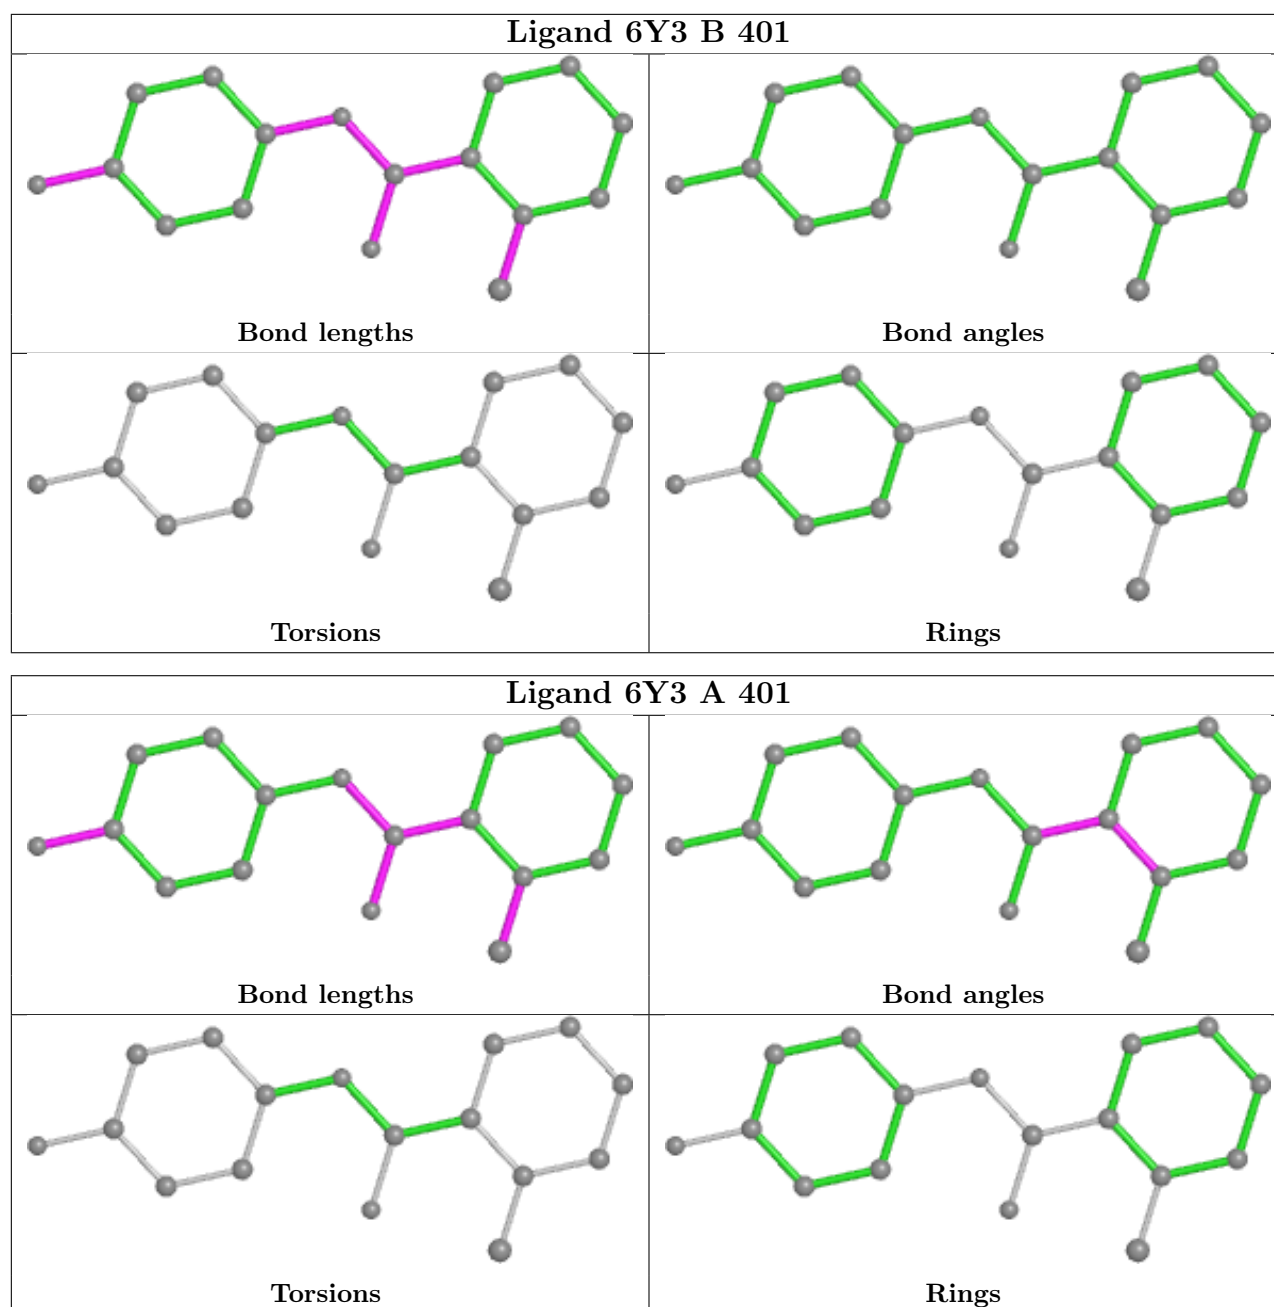 Ligand 6Y3 B 401
Bond lengths
Bond angles
Torsions
Rings
Ligand 6Y3 A 401
Bond lengths
Bond angles
Torsions
Rings